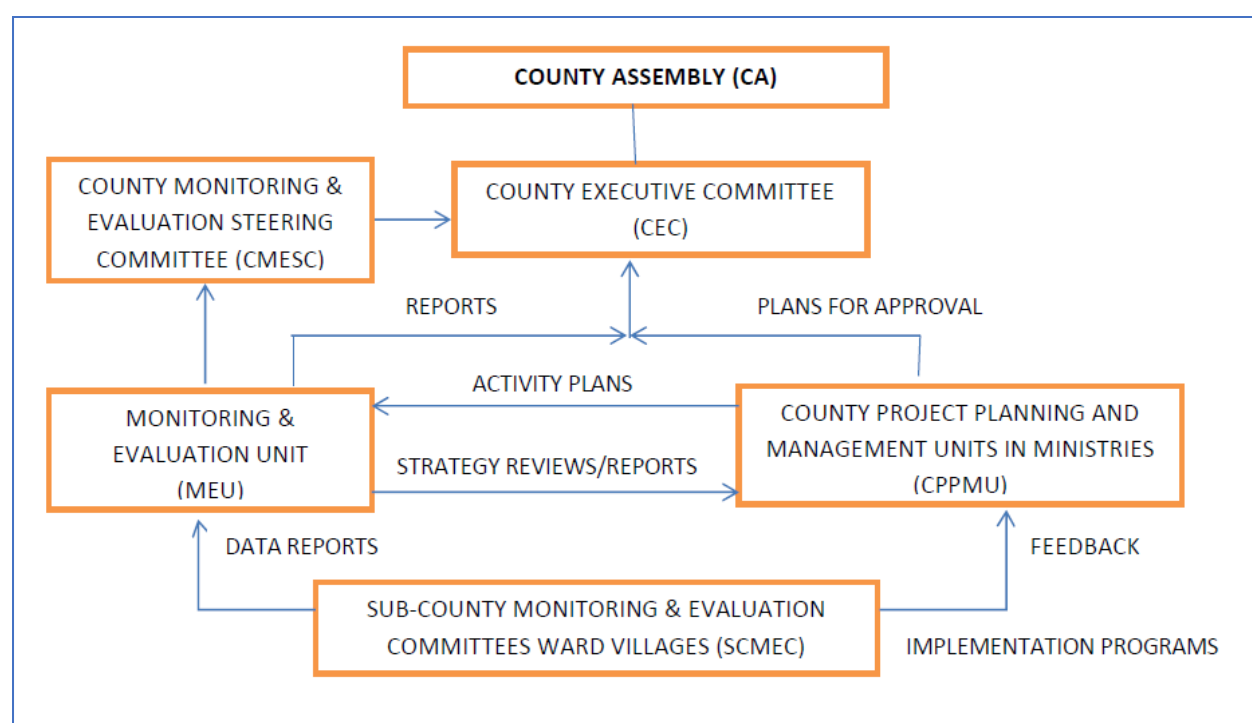 COUNTY ASSEMBLY (CA)
COUNTY MONITORING &
EVALUATION STEERING
COMMITTEE (CMESC)
COUNTY EXECUTIVE COMMITTEE
(CEC)
REPORTS
PLANS FOR APPROVAL
ACTIVITY PLANS
MONITORING &
EVALUATION UNIT
(MEU)
STRATEGY REVIEWS/REPORTS
COUNTY PROJECT PLANNING AND
MANAGEMENT UNITS IN MINISTRIES
(CPPMU)
DATA REPORTS
FEEDBACK
SUB-COUNTY MONITORING & EVALUATION
COMMITTEES WARD VILLAGES (SCMEC)
IMPLEMENTATION PROGRAMS